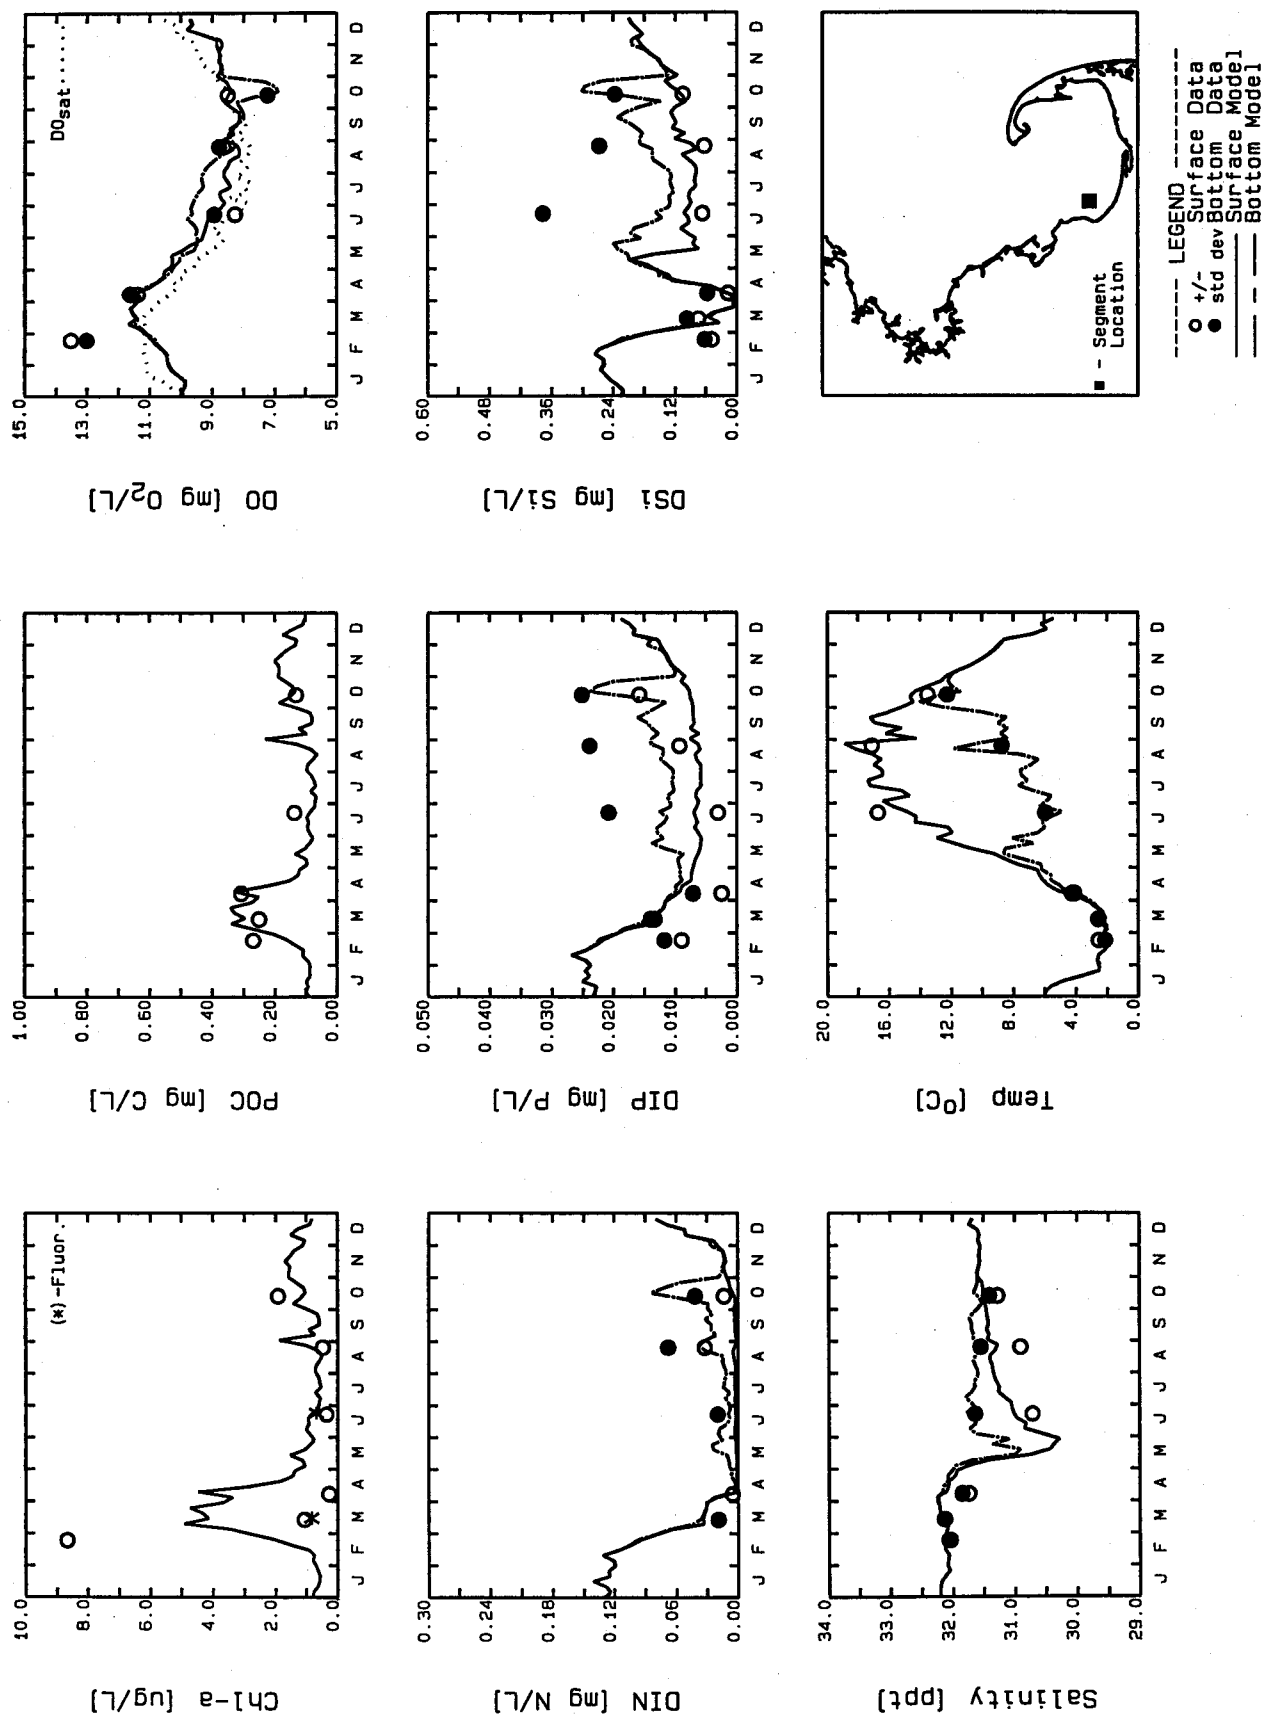 Chl-a [ug/L]
10.0
8.0
6.0
4.0
2.0
0.0
(*)-Fluor.
J F M A M J J A S O N D
POC [mg C/L]
1.00
0.80
0.60
0.40
0.20
0.00
J F M A M J J A S O N D
DO [mg O2/L]
15.0
13.0
11.0
9.0
7.0
5.0
DOsat......
J F M A M J J A S O N D
DIN [mg N/L]
0.30
0.24
0.18
0.12
0.06
0.00
J F M A M J J A S O N D
DIP [mg P/L]
0.050
0.040
0.030
0.020
0.010
0.000
J F M A M J J A S O N D
DSi [mg Si/L]
0.60
0.48
0.36
0.24
0.12
0.00
J F M A M J J A S O N D
Salinity [ppt]
34.0
33.0
32.0
31.0
30.0
29.0
J F M A M J J A S O N D
Temp [°C]
20.0
16.0
12.0
8.0
4.0
0.0
J F M A M J J A S O N D
■ - Segment
Location
------ LEGEND --------
+/- Surface Data
std dev Bottom Data
Surface Model
Bottom Model